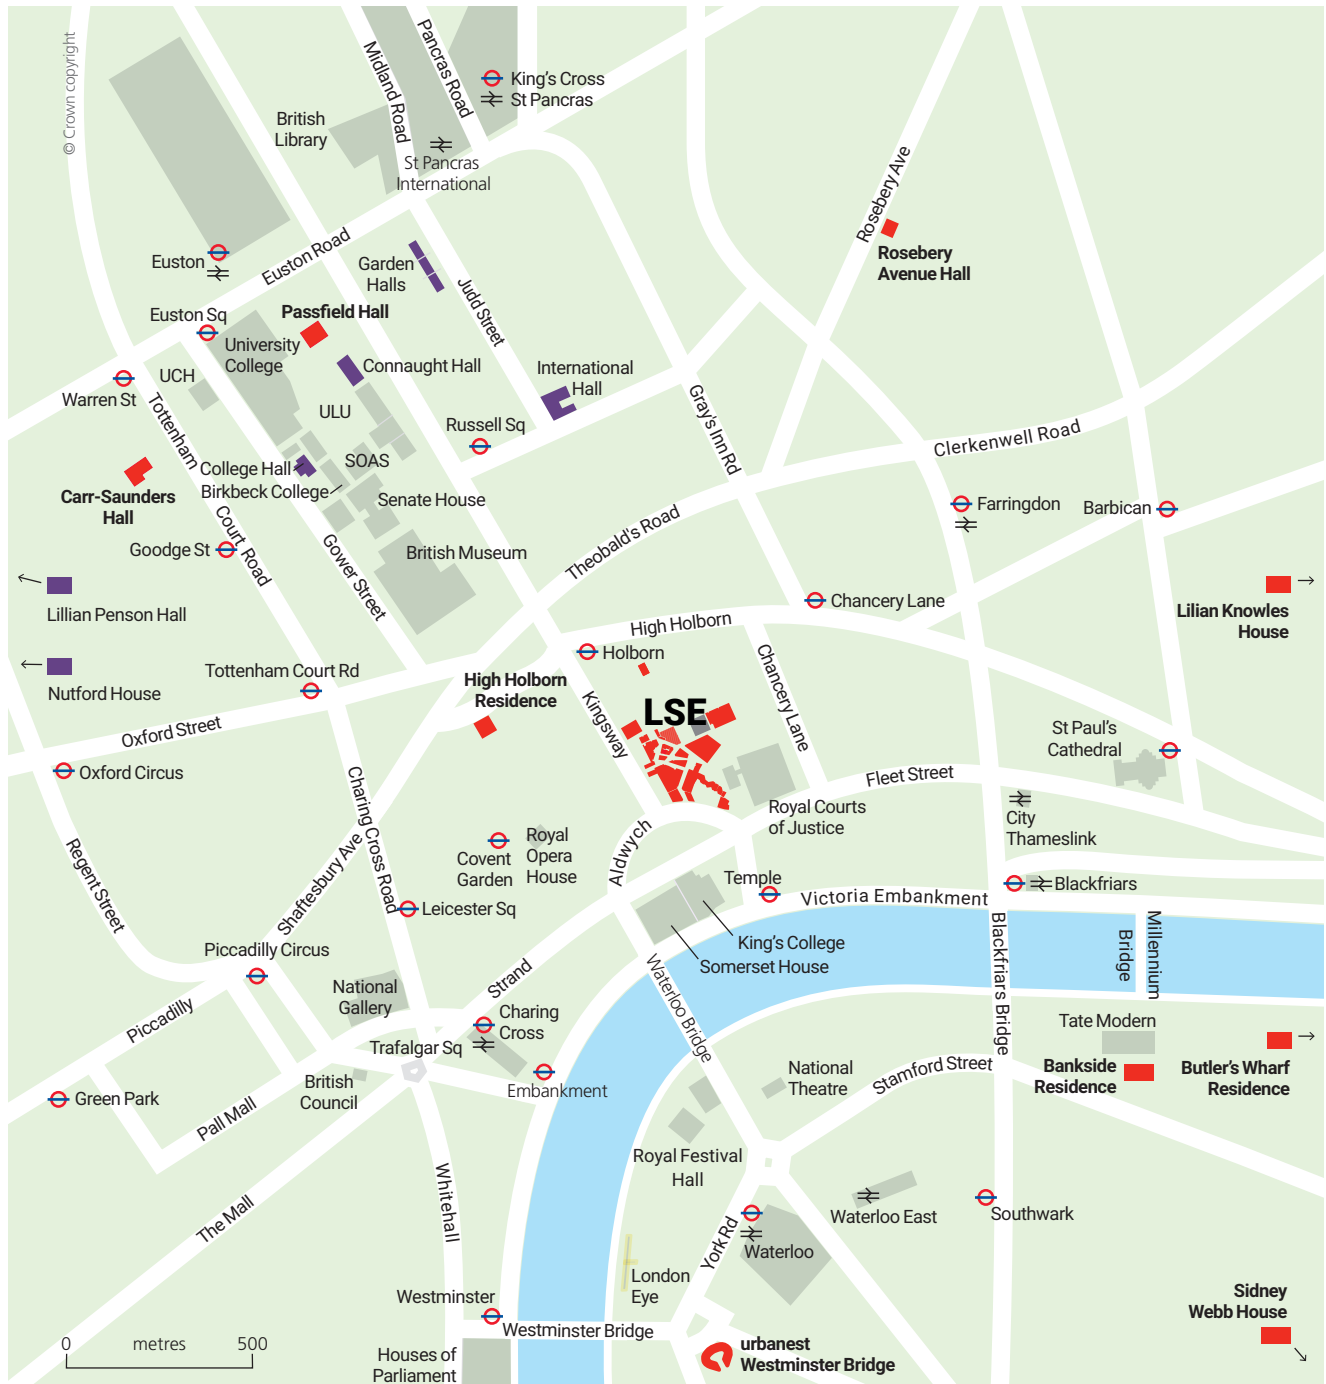 © Crown copyright
Midland Road
Pancras Road
King's Cross
St Pancras
British
Library
St Pancras
International
Rosebery Ave
Rosebery
Avenue Hall
Euston
Euston Road
Garden
Halls
Judd Street
Euston Sq
Passfield Hall
University
College
Connaught Hall
International
Hall
UCH
Warren St
Tottenham
Court Road
ULU
Russell Sq
Gray's Inn Rd
Clerkenwell Road
College Hall
SOAS
Birkbeck College
Senate House
Carr-Saunders
Hall
Farringdon
Barbican
Goodge St
Gower Street
British Museum
Theobald's Road
Lillian Penson Hall
Chancery Lane
Lilian Knowles
House
High Holborn
Holborn
Nutford House
Tottenham Court Rd
High Holborn
Residence
Kingsway
LSE
Chancery Lane
Oxford Street
Oxford Circus
St Paul's
Cathedral
Charing Cross Road
Fleet Street
Royal Courts
of Justice
City
Thameslink
Regent Street
Shaftesbury Ave
Covent
Garden
Royal
Opera
House
Aldwych
Temple
Victoria Embankment
Blackfriars
Leicester Sq
Piccadilly Circus
King's College
Somerset House
Blackfriars Bridge
Millennium
Bridge
National
Gallery
Strand
Waterloo Bridge
Piccadilly
Charing
Cross
Trafalgar Sq
Tate Modern
Bankside
Residence
Butler's Wharf
Residence
National
Theatre
Stamford Street
British
Council
Embankment
Green Park
Pall Mall
Royal Festival
Hall
Whitehall
The Mall
Waterloo East
Southwark
York Rd
Waterloo
London
Eye
Westminster
Westminster Bridge
Sidney
Webb House
urbanest
Westminster Bridge
Houses of
Parliament
0 metres 500